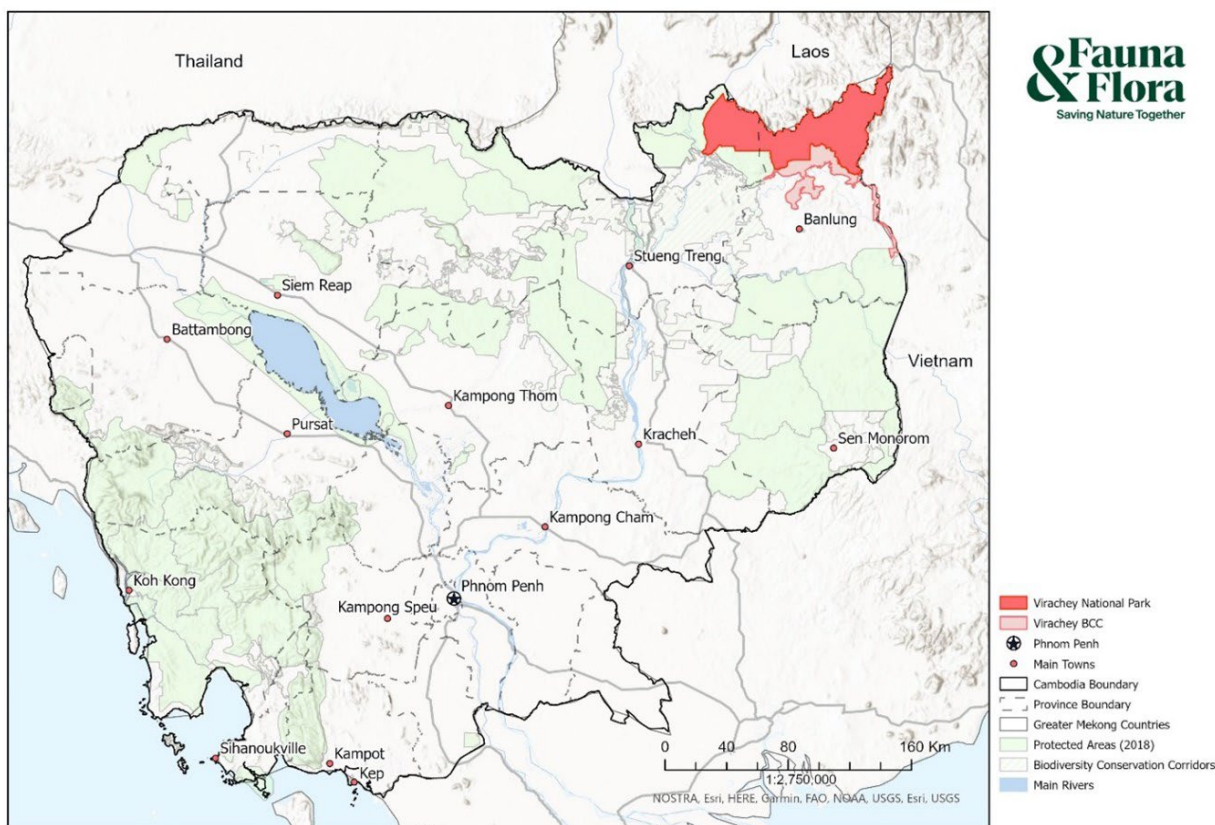 Thailand
Laos
Fauna
&Flora
Saving Nature Together
Banlung
Stueng Treng
Siem Reap
Battambong
Vietnam
Kampong Thom
Pursat
Kracheh
Sen Monorom
Kampong Cham
Koh Kong
Phnom Penh
Kampong Speu
Sihanoukville
Kampot
Kep
Virachey National Park
Virachey BCC
Phnom Penh
Main Towns
Cambodia Boundary
Province Boundary
Greater Mekong Countries
Protected Areas (2018)
Biodiversity Conservation Corridors
Main Rivers
0 40 80 160 Km
1:2,750,000
NOSTRA, Esri, HERE, Garmin, FAO, NOAA, USGS, Esri, USGS